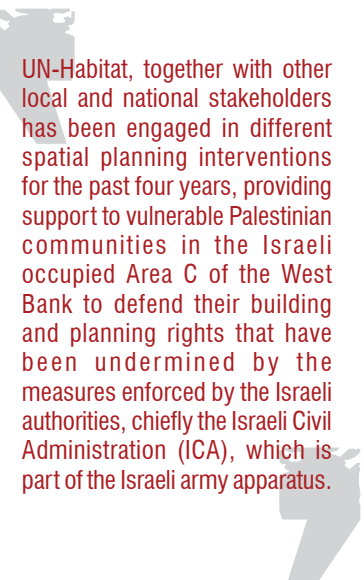 UN-Habitat, together with other
local and national stakeholders
has been engaged in different
spatial planning interventions
for the past four years, providing
support to vulnerable Palestinian
communities in the Israeli
occupied Area C of the West
Bank to defend their building
and planning rights that have
been undermined by the
measures enforced by the Israeli
authorities, chiefly the Israeli Civil
Administration (ICA), which is
part of the Israeli army apparatus.